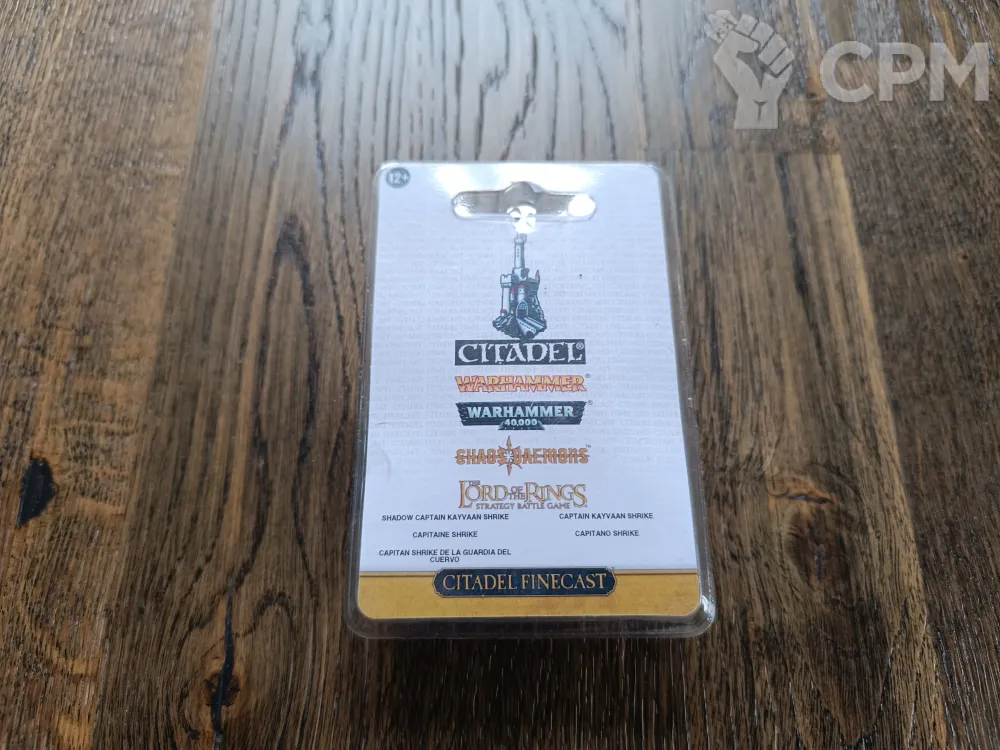 CPM
12+
CITADEL®
WARHAMMER®
WARHAMMER®
40,000
CHAOS DAEMONS™
THE
LORD OF THE RINGS
STRATEGY BATTLE GAME
SHADOW CAPTAIN KAYVAAN SHRIKE CAPTAIN KAYVAAN SHRIKE
CAPITAINE SHRIKE CAPITANO SHRIKE
CAPITAN SHRIKE DE LA GUARDIA DEL
CUERVO
CITADEL FINECAST